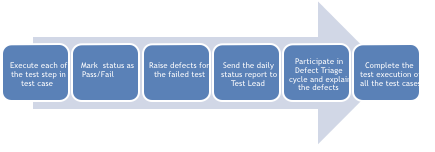 Execute each of
the test step in
test case
Mark status as
Pass/Fail
Raise defects for
the failed test
Send the daily
status report to
Test Lead
Participate in
Defect Triage
cycle and explain
the defects
Complete the
test execution of
all the test cases